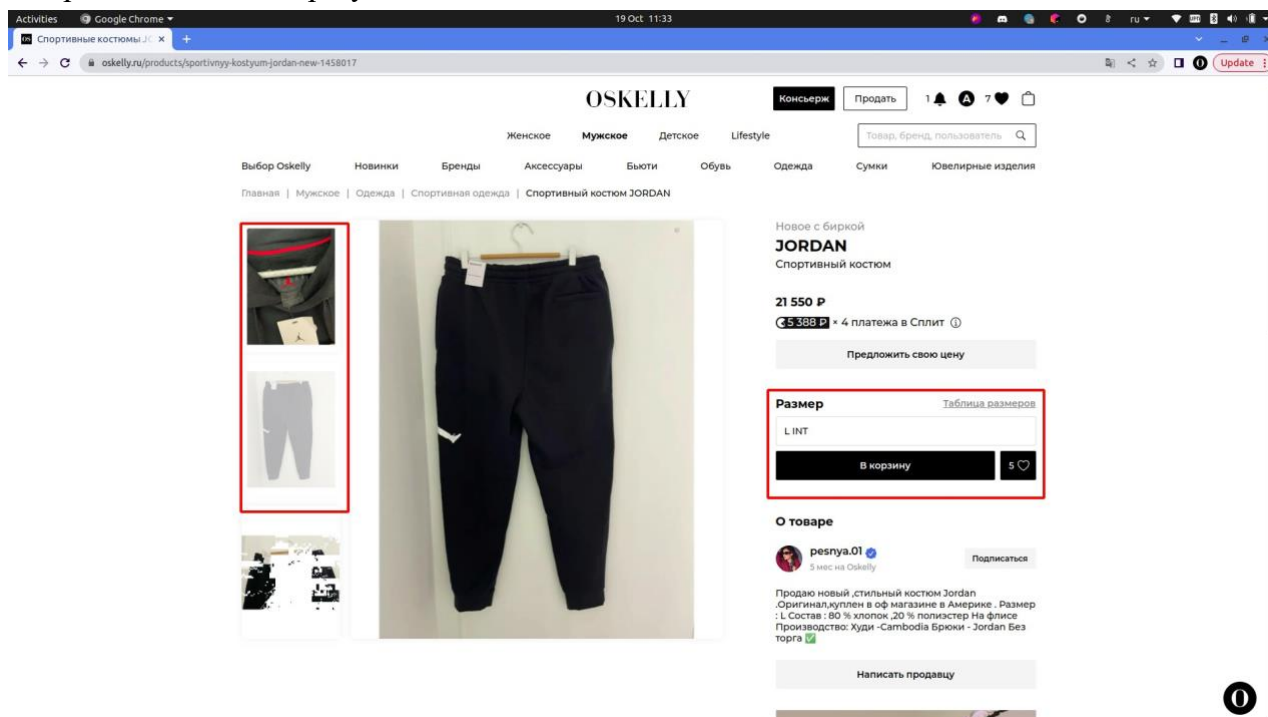 Activities Google Chrome 19 Oct 11:33 ru
Спортивные костюмы JO
oskelly.ru/products/sportivnyy-kostyum-jordan-new-1458017 Update
OSKELLY Консьерж Продать 1 A 7
Женское Мужское Детское Lifestyle Товар, бренд, пользователь
Выбор Oskelly Новинки Бренды Аксессуары Бьюти Обувь Одежда Сумки Ювелирные изделия
Главная | Мужское | Одежда | Спортивная одежда | Спортивный костюм JORDAN
Новое с биркой
JORDAN
Спортивный костюм
21 550 ₽
5 388 ₽ × 4 платежа в Сплит
Предложить свою цену
Размер Таблица размеров
L INT
В корзину 5
О товаре
pesnya.01
5 мес на Oskelly
Подписаться
Продаю новый ,стильный костюм Jordan
.Оригинал,куплен в оф магазине в Америке . Размер
: L Состав : 80 % хлопок ,20 % полиэстер На флисе
Производство: Худи -Cambodia Брюки - Jordan Без
торга ✅
Написать продавцу
O